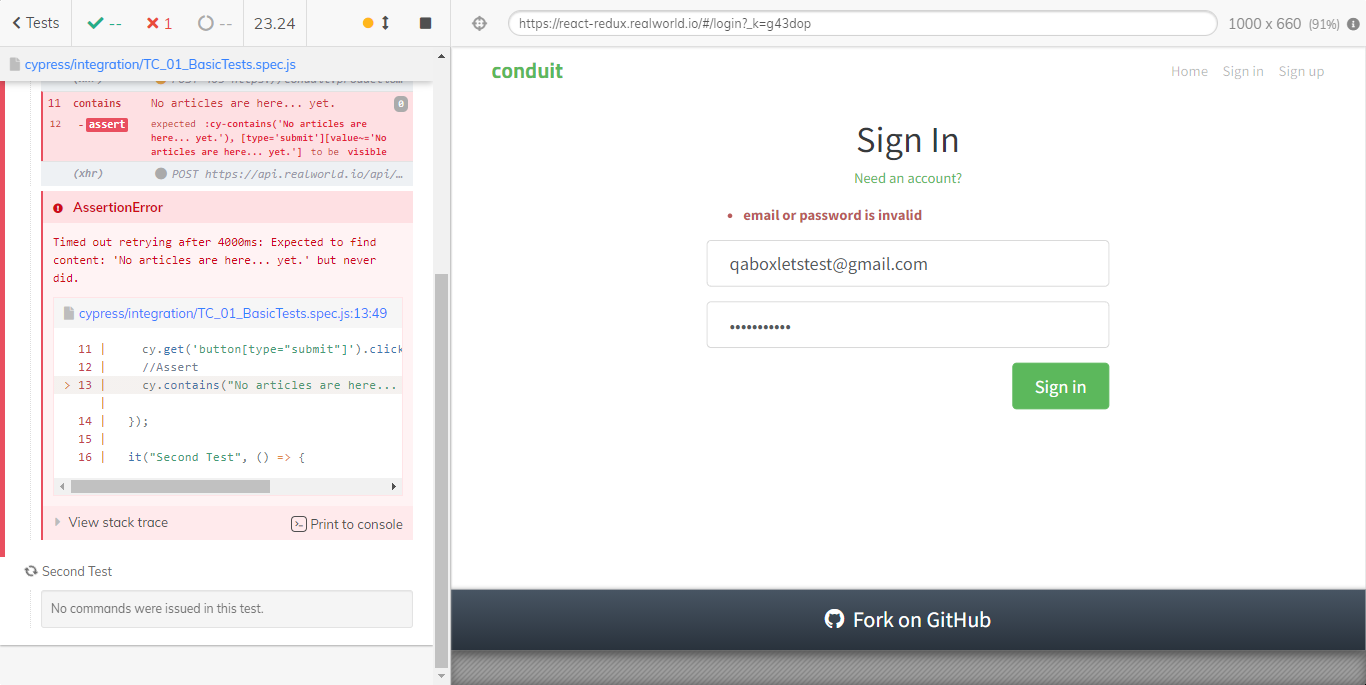 Tests
--
1
--
23.24
https://react-redux.realworld.io/#/login?_k=g43dop
1000 x 660 (91%)
cypress/integration/TC_01_BasicTests.spec.js
11 contains No articles are here... yet. 0
12 -assert expected :cy-contains('No articles are
here... yet.'), [type='submit'][value~='No
articles are here... yet.'] to be visible
(xhr) POST https://api.realworld.io/api/…
AssertionError
Timed out retrying after 4000ms: Expected to find
content: 'No articles are here... yet.' but never
did.
cypress/integration/TC_01_BasicTests.spec.js:13:49
11 | cy.get('button[type="submit"]').click
12 | //Assert
> 13 | cy.contains("No articles are here...
|
14 | });
15 |
16 | it("Second Test", () => {
View stack trace
Print to console
Second Test
No commands were issued in this test.
conduit
Home Sign in Sign up
Sign In
Need an account?
• email or password is invalid
qaboxletstest@gmail.com
•••••••••••
Sign in
Fork on GitHub